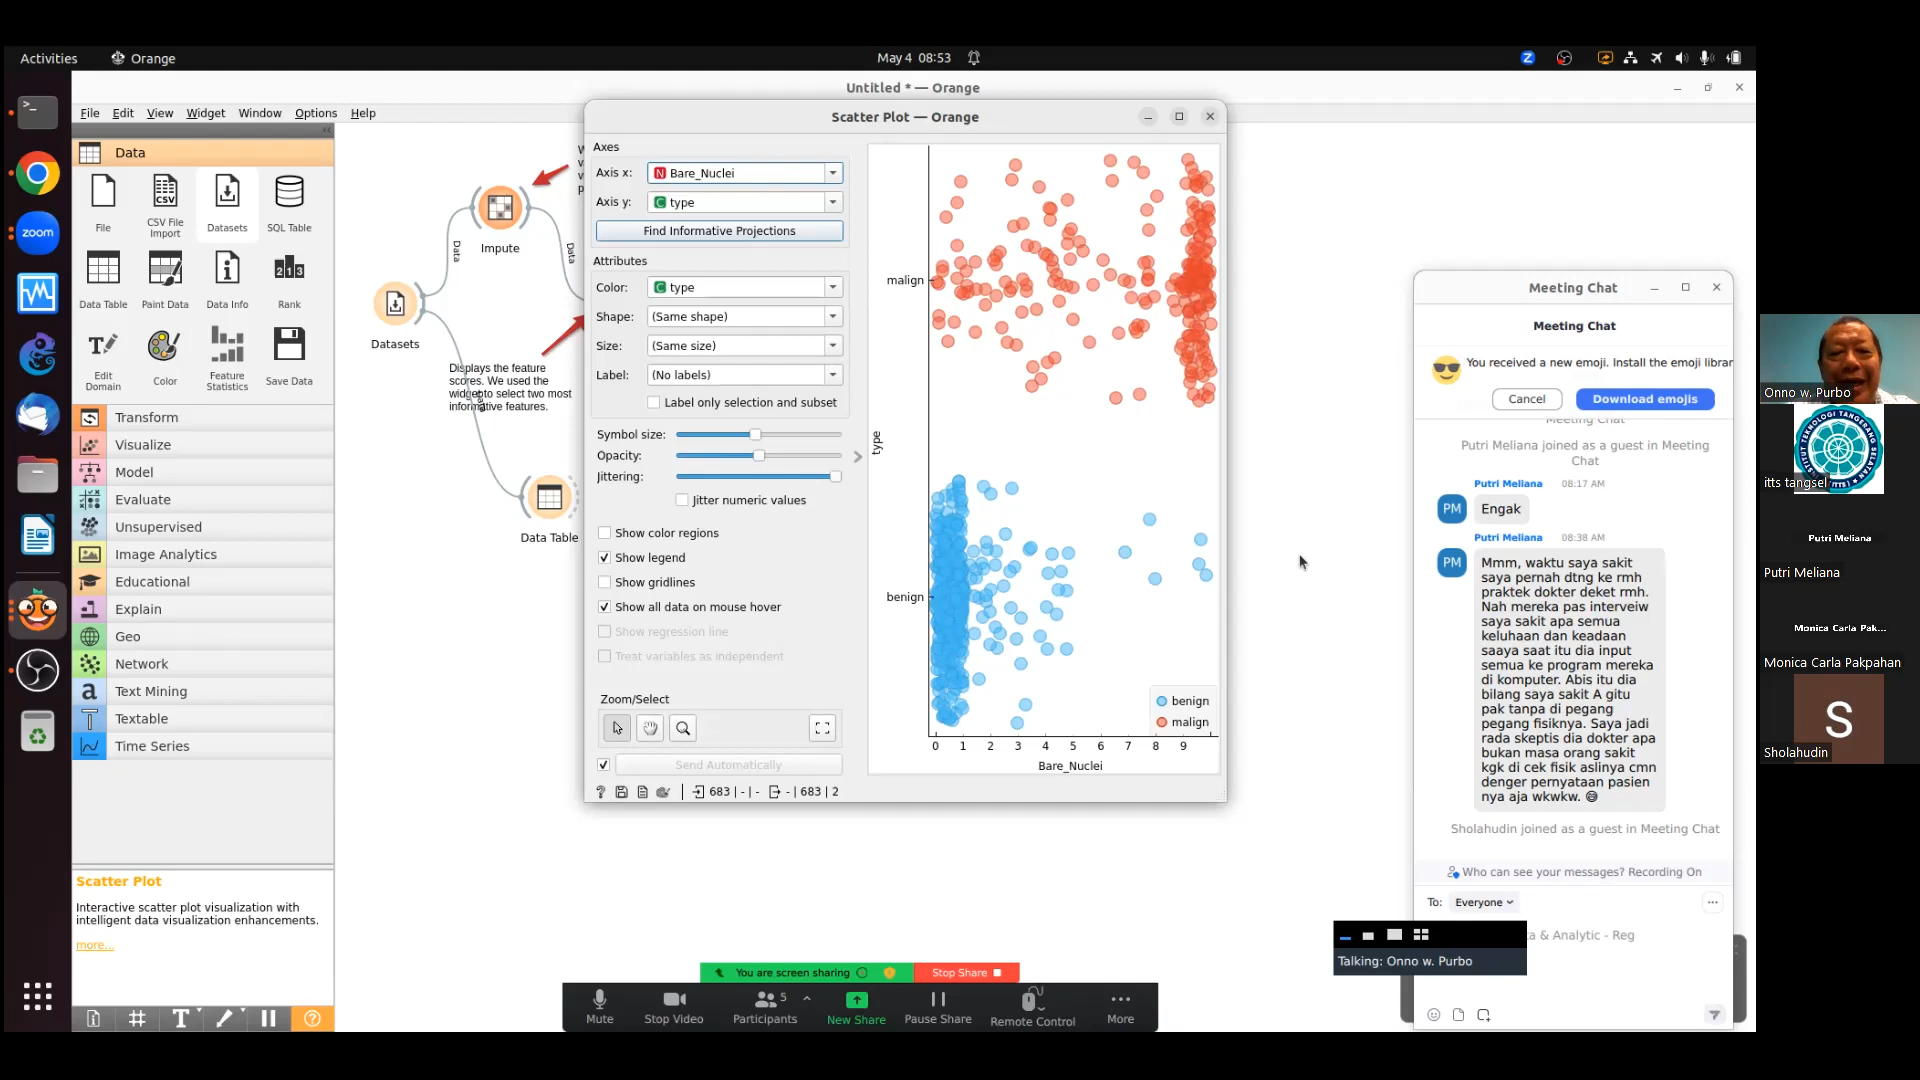 Activities
Orange
May 4 08:53
Untitled * — Orange
File Edit View Widget Window Options Help
Data
File
CSV File Import
Datasets
SQL Table
Data Table
Paint Data
Data Info
Rank
Edit Domain
Color
Feature Statistics
Save Data
Transform
Visualize
Model
Evaluate
Unsupervised
Image Analytics
Educational
Explain
Geo
Network
Text Mining
Textable
Time Series
Scatter Plot
Interactive scatter plot visualization with
intelligent data visualization enhancements.
more...
Datasets
Data
Impute
Data
Displays the feature
scores. We used the
widget to select two most
informative features.
Data
Data Table
Scatter Plot — Orange
Axes
Axis x: N Bare_Nuclei
Axis y: C type
Find Informative Projections
Attributes
Color: C type
Shape: (Same shape)
Size: (Same size)
Label: (No labels)
Label only selection and subset
Symbol size:
Opacity:
Jittering:
Jitter numeric values
Show color regions
Show legend
Show gridlines
Show all data on mouse hover
Show regression line
Treat variables as independent
Zoom/Select
Send Automatically
? 683 | - | - - | 683 | 2
malign
type
benign
benign
malign
0 1 2 3 4 5 6 7 8 9
Bare_Nuclei
Meeting Chat
Meeting Chat
You received a new emoji. Install the emoji librar
Cancel
Download emojis
Meeting Chat
Putri Meliana joined as a guest in Meeting
Chat
Putri Meliana 08:17 AM
PM
Engak
Putri Meliana 08:38 AM
PM
Mmm, waktu saya sakit
saya pernah dtng ke rmh
praktek dokter deket rmh.
Nah mereka pas interveiw
saya sakit apa semua
keluhaan dan keadaan
saaya saat itu dia input
semua ke program mereka
di komputer. Abis itu dia
bilang saya sakit A gitu
pak tanpa di pegang
pegang fisiknya. Saya jadi
rada skeptis dia dokter apa
bukan masa orang sakit
kgk di cek fisik aslinya cmn
denger pernyataan pasien
nya aja wkwkw. 😅
Sholahudin joined as a guest in Meeting Chat
Who can see your messages? Recording On
To: Everyone
a & Analytic - Reg
Talking: Onno w. Purbo
You are screen sharing
Stop Share
Mute
Stop Video
Participants 5
New Share
Pause Share
Remote Control
More
zoom
Onno w. Purbo
INSTITUT TEKNOLOGI TANGERANG SELATAN
itts tangsel
Putri Meliana
Putri Meliana
Monica Carla Pak...
Monica Carla Pakpahan
S
Sholahudin